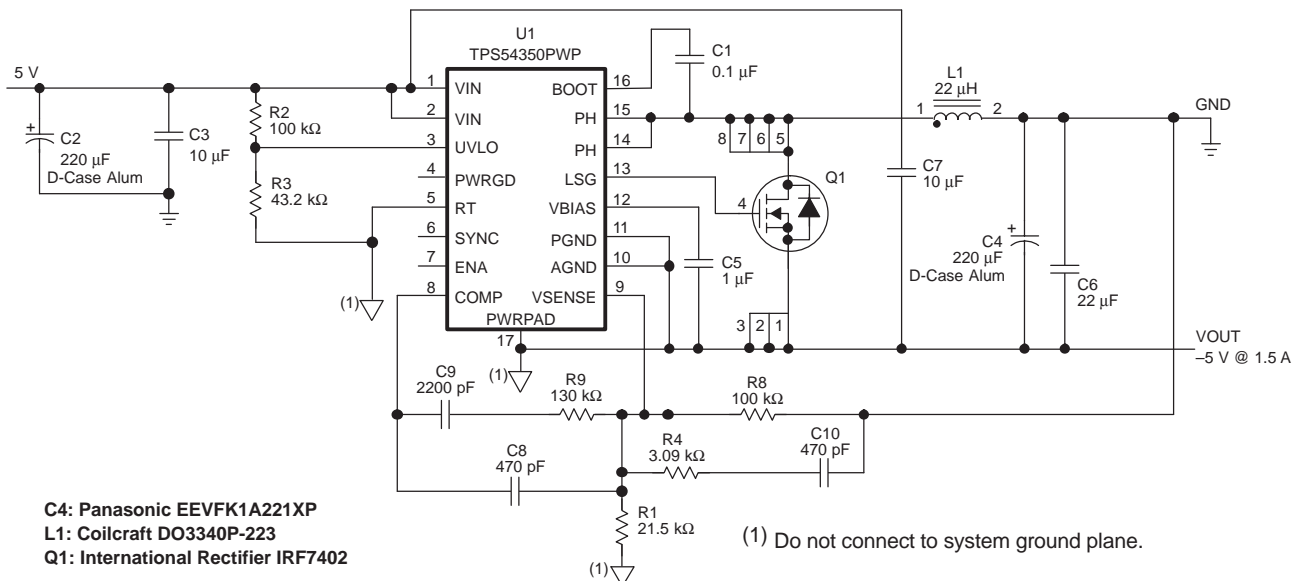 U1
TPS54350PWP
5 V
C2
220 µF
D-Case Alum
+
C3
10 µF
R2
100 kΩ
R3
43.2 kΩ
1 VIN
2 VIN
3 UVLO
4 PWRGD
5 RT
6 SYNC
7 ENA
8 COMP
BOOT 16
PH 15
PH 14
LSG 13
VBIAS 12
PGND 11
AGND 10
VSENSE 9
PWRPAD
17
(1)
(1)
C1
0.1 µF
8 7 6 5
Q1
4
3 2 1
C5
1 µF
C7
10 µF
L1
22 µH
1 2
GND
+
C4
220 µF
D-Case Alum
C6
22 µF
VOUT
–5 V @ 1.5 A
C9
2200 pF
R9
130 kΩ
R8
100 kΩ
C8
470 pF
R4
3.09 kΩ
C10
470 pF
R1
21.5 kΩ
(1)
C4: Panasonic EEVFK1A221XP
L1: Coilcraft DO3340P-223
Q1: International Rectifier IRF7402
(1) Do not connect to system ground plane.